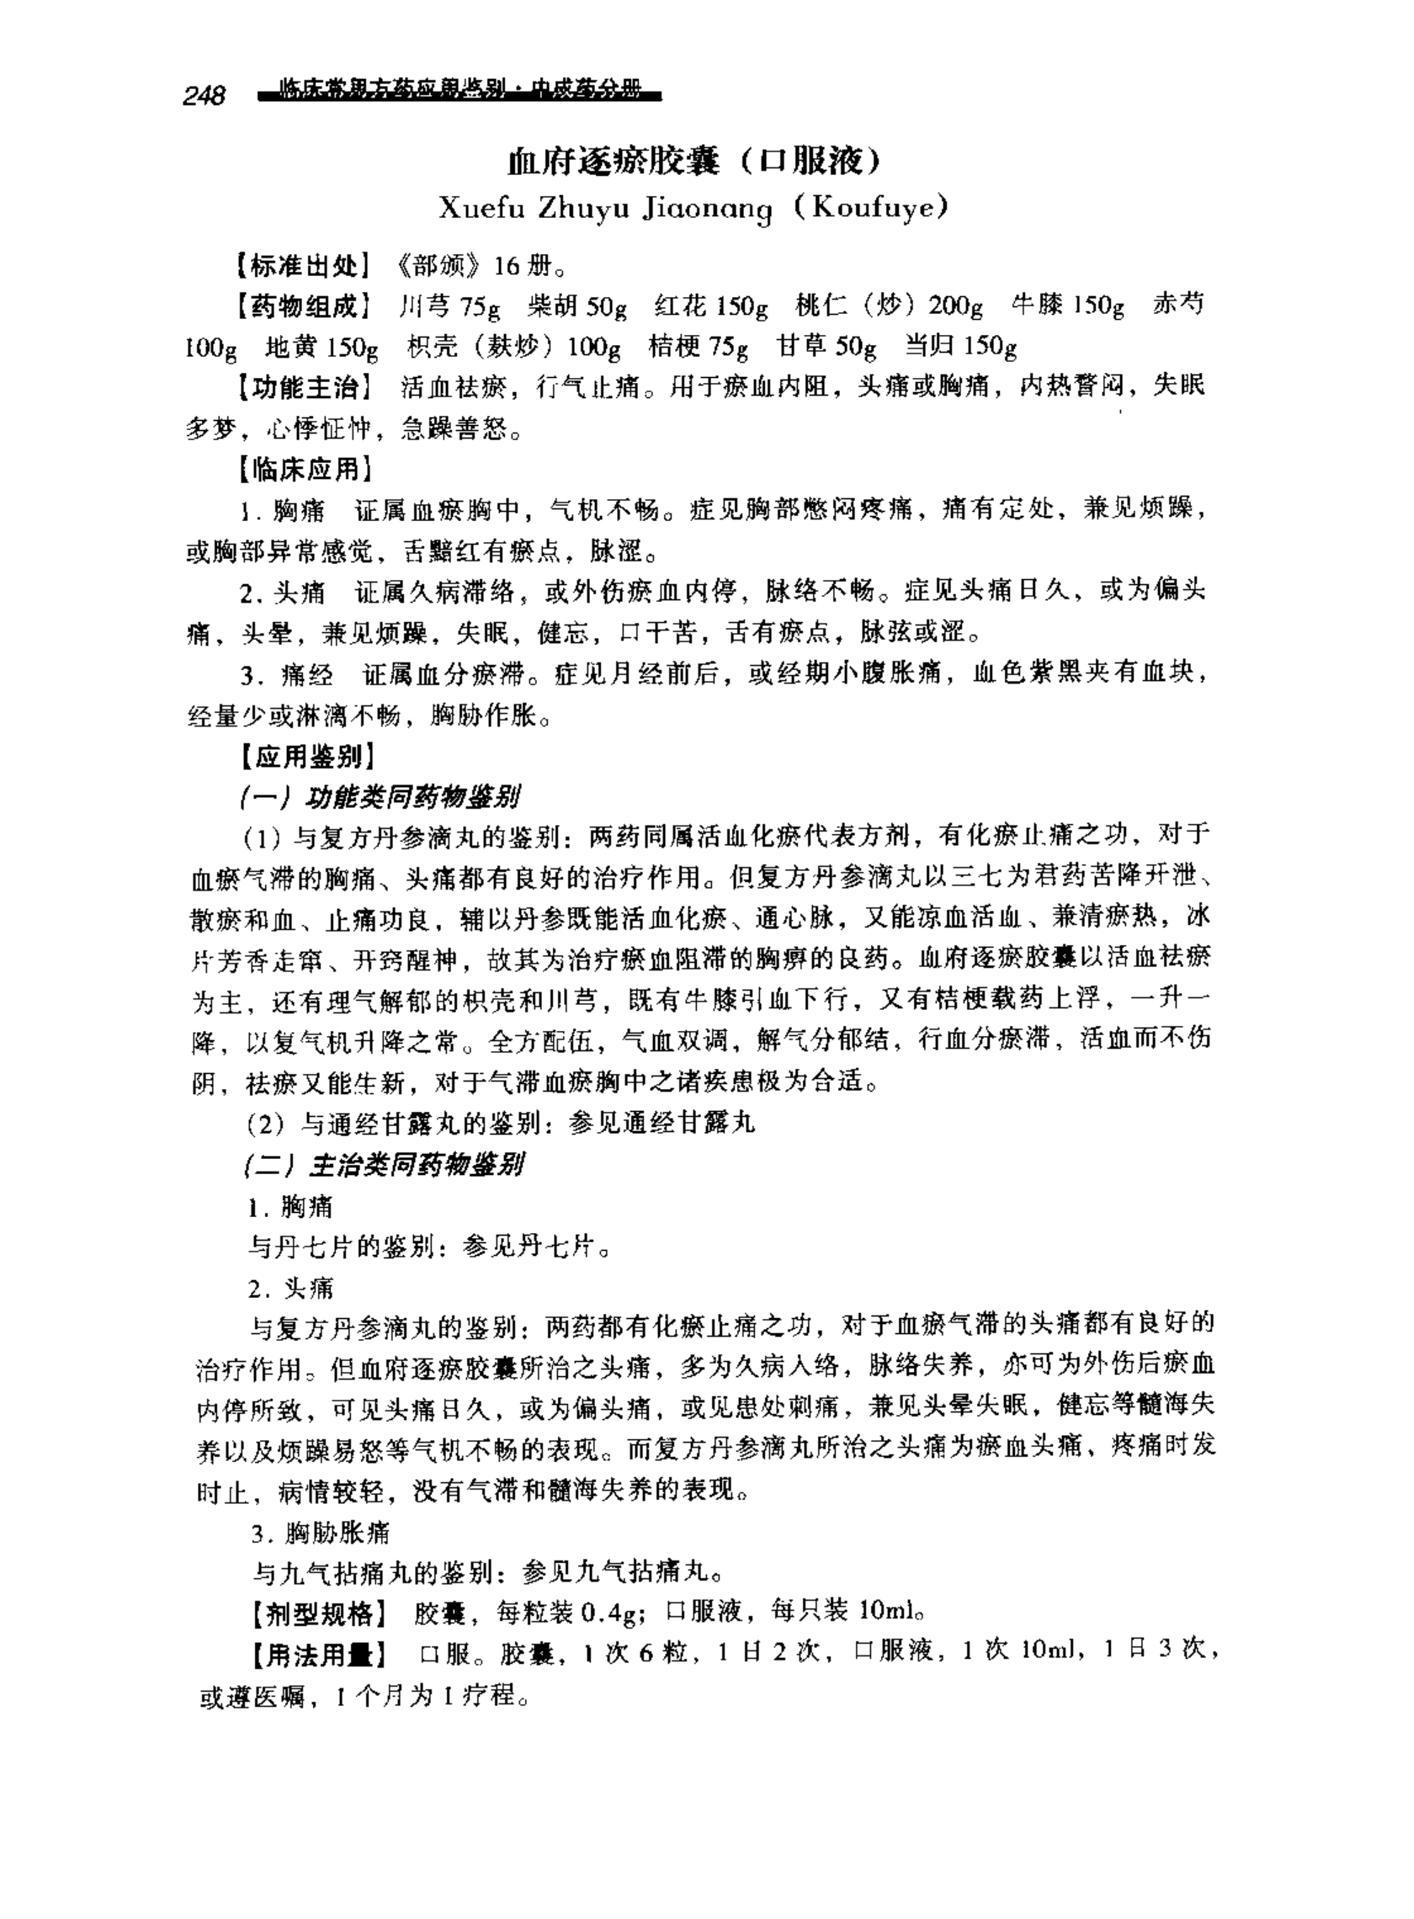 248 临床常用方药应用鉴别·中成药分册
血府逐瘀胶囊（口服液）
Xuefu Zhuyu Jiaonang（Koufuye）
【标准出处】《部颁》16 册。
【药物组成】 川芎 75g 柴胡 50g 红花 150g 桃仁（炒）200g 牛膝 150g 赤芍
100g 地黄 150g 枳壳（麸炒）100g 桔梗 75g 甘草 50g 当归 150g
【功能主治】 活血祛瘀，行气止痛。用于瘀血内阻，头痛或胸痛，内热瞀闷，失眠
多梦，心悸怔忡，急躁善怒。
【临床应用】
1. 胸痛 证属血瘀胸中，气机不畅。症见胸部憋闷疼痛，痛有定处，兼见烦躁，
或胸部异常感觉，舌黯红有瘀点，脉涩。
2. 头痛 证属久病滞络，或外伤瘀血内停，脉络不畅。症见头痛日久，或为偏头
痛，头晕，兼见烦躁，失眠，健忘，口干苦，舌有瘀点，脉弦或涩。
3. 痛经 证属血分瘀滞。症见月经前后，或经期小腹胀痛，血色紫黑夹有血块，
经量少或淋漓不畅，胸胁作胀。
【应用鉴别】
（一）功能类同药物鉴别
（1）与复方丹参滴丸的鉴别：两药同属活血化瘀代表方剂，有化瘀止痛之功，对于
血瘀气滞的胸痛、头痛都有良好的治疗作用。但复方丹参滴丸以三七为君药苦降开泄、
散瘀和血、止痛功良，辅以丹参既能活血化瘀、通心脉，又能凉血活血、兼清瘀热，冰
片芳香走窜、开窍醒神，故其为治疗瘀血阻滞的胸痹的良药。血府逐瘀胶囊以活血祛瘀
为主，还有理气解郁的枳壳和川芎，既有牛膝引血下行，又有桔梗载药上浮，一升一
降，以复气机升降之常。全方配伍，气血双调，解气分郁结，行血分瘀滞，活血而不伤
阴，祛瘀又能生新，对于气滞血瘀胸中之诸疾患极为合适。
（2）与通经甘露丸的鉴别：参见通经甘露丸
（二）主治类同药物鉴别
1. 胸痛
与丹七片的鉴别：参见丹七片。
2. 头痛
与复方丹参滴丸的鉴别：两药都有化瘀止痛之功，对于血瘀气滞的头痛都有良好的
治疗作用。但血府逐瘀胶囊所治之头痛，多为久病入络，脉络失养，亦可为外伤后瘀血
内停所致，可见头痛日久，或为偏头痛，或见患处刺痛，兼见头晕失眠，健忘等髓海失
养以及烦躁易怒等气机不畅的表现。而复方丹参滴丸所治之头痛为瘀血头痛，疼痛时发
时止，病情较轻，没有气滞和髓海失养的表现。
3. 胸胁胀痛
与九气拈痛丸的鉴别：参见九气拈痛丸。
【剂型规格】 胶囊，每粒装 0.4g；口服液，每只装 10ml。
【用法用量】 口服。胶囊，1 次 6 粒，1 日 2 次，口服液，1 次 10ml，1 日 3 次，
或遵医嘱，1 个月为 1 疗程。